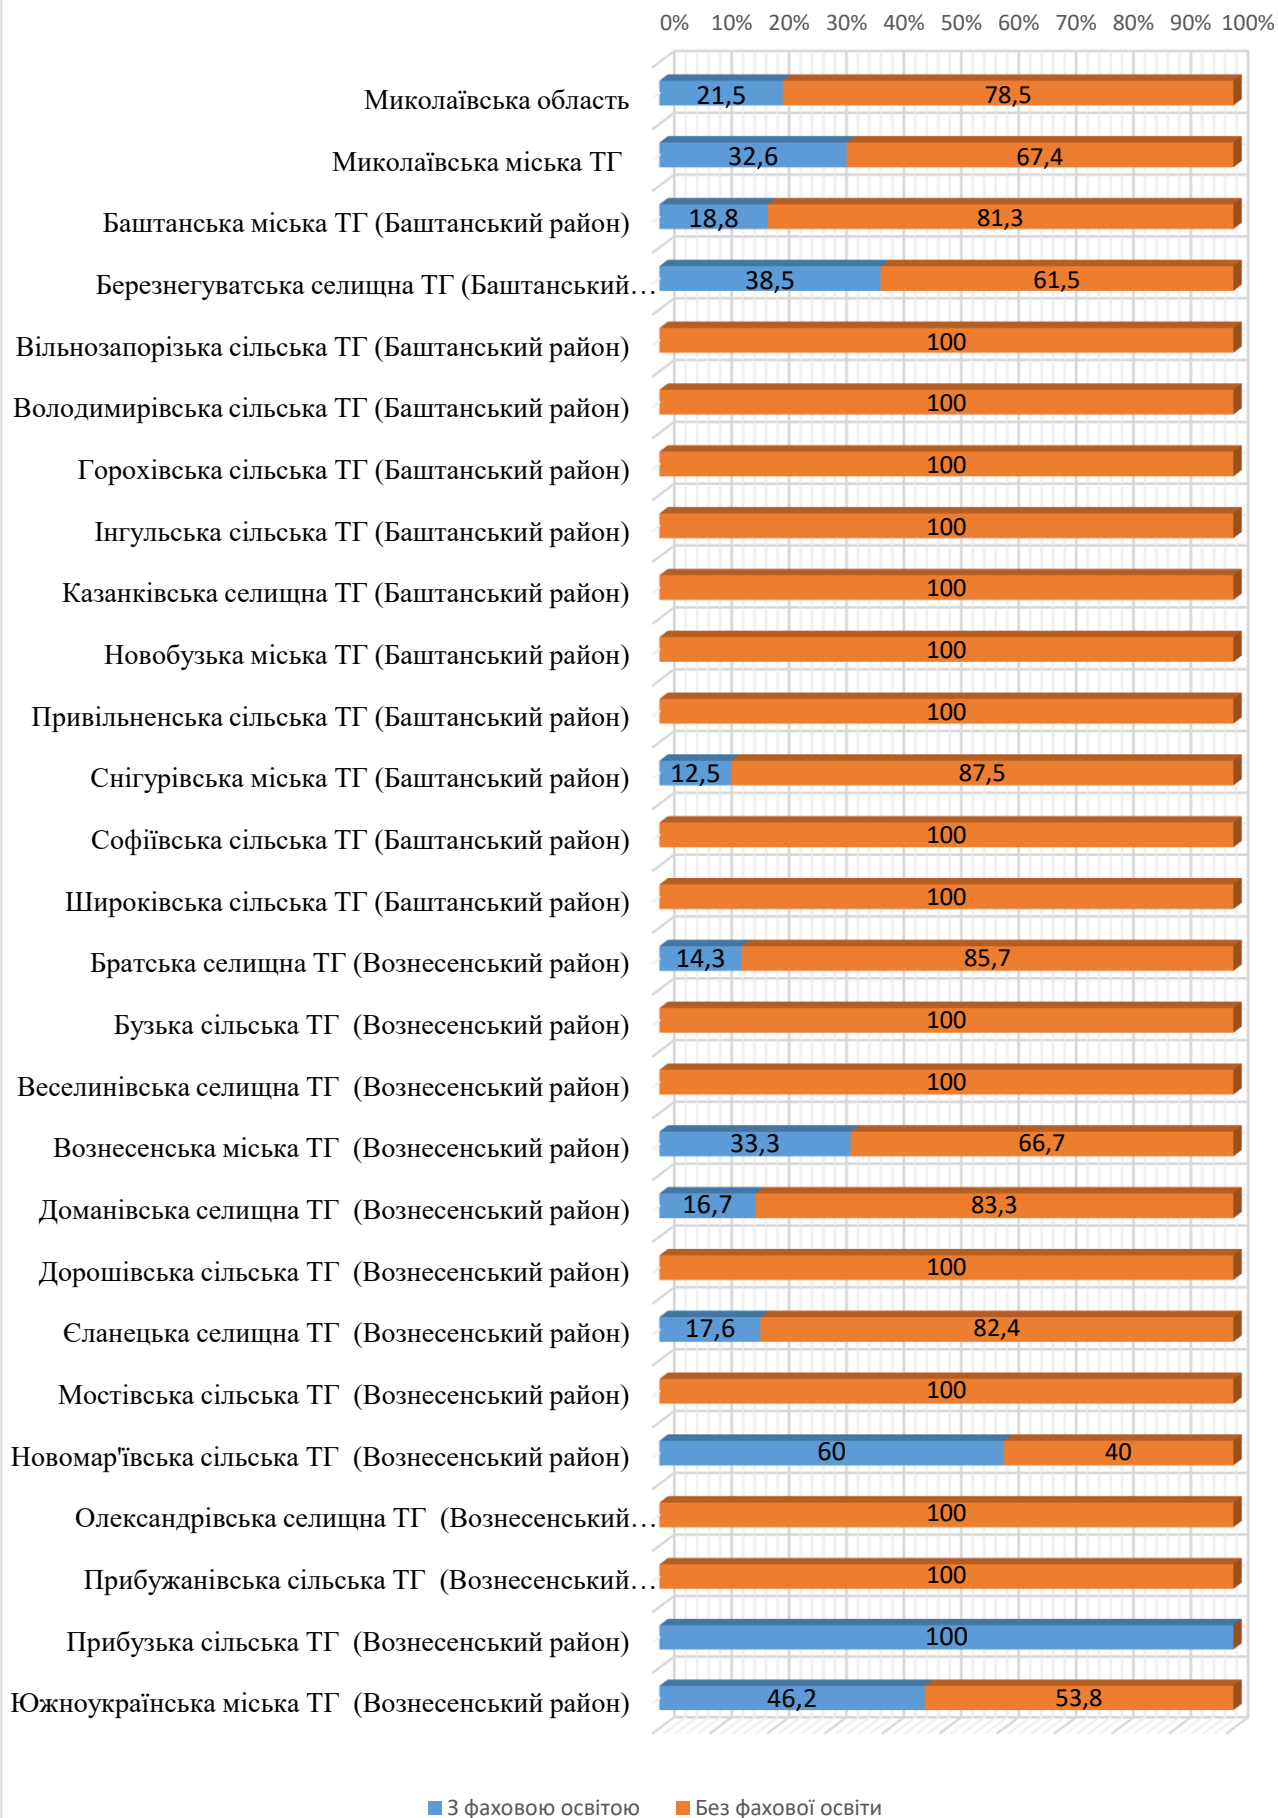 0% 10% 20% 30% 40% 50% 60% 70% 80% 90% 100%
Миколаївська область 21,5 78,5
Миколаївська міська ТГ 32,6 67,4
Баштанська міська ТГ (Баштанський район) 18,8 81,3
Березнегуватська селищна ТГ (Баштанський… 38,5 61,5
Вільнозапорізька сільська ТГ (Баштанський район) 100
Володимирівська сільська ТГ (Баштанський район) 100
Горохівська сільська ТГ (Баштанський район) 100
Інгульська сільська ТГ (Баштанський район) 100
Казанківська селищна ТГ (Баштанський район) 100
Новобузька міська ТГ (Баштанський район) 100
Привільненська сільська ТГ (Баштанський район) 100
Снігурівська міська ТГ (Баштанський район) 12,5 87,5
Софіївська сільська ТГ (Баштанський район) 100
Широківська сільська ТГ (Баштанський район) 100
Братська селищна ТГ (Вознесенський район) 14,3 85,7
Бузька сільська ТГ (Вознесенський район) 100
Веселинівська селищна ТГ (Вознесенський район) 100
Вознесенська міська ТГ (Вознесенський район) 33,3 66,7
Доманівська селищна ТГ (Вознесенський район) 16,7 83,3
Дорошівська сільська ТГ (Вознесенський район) 100
Єланецька селищна ТГ (Вознесенський район) 17,6 82,4
Мостівська сільська ТГ (Вознесенський район) 100
Новомар'ївська сільська ТГ (Вознесенський район) 60 40
Олександрівська селищна ТГ (Вознесенський… 100
Прибужанівська сільська ТГ (Вознесенський… 100
Прибузька сільська ТГ (Вознесенський район) 100
Южноукраїнська міська ТГ (Вознесенський район) 46,2 53,8
З фаховою освітою Без фахової освіти